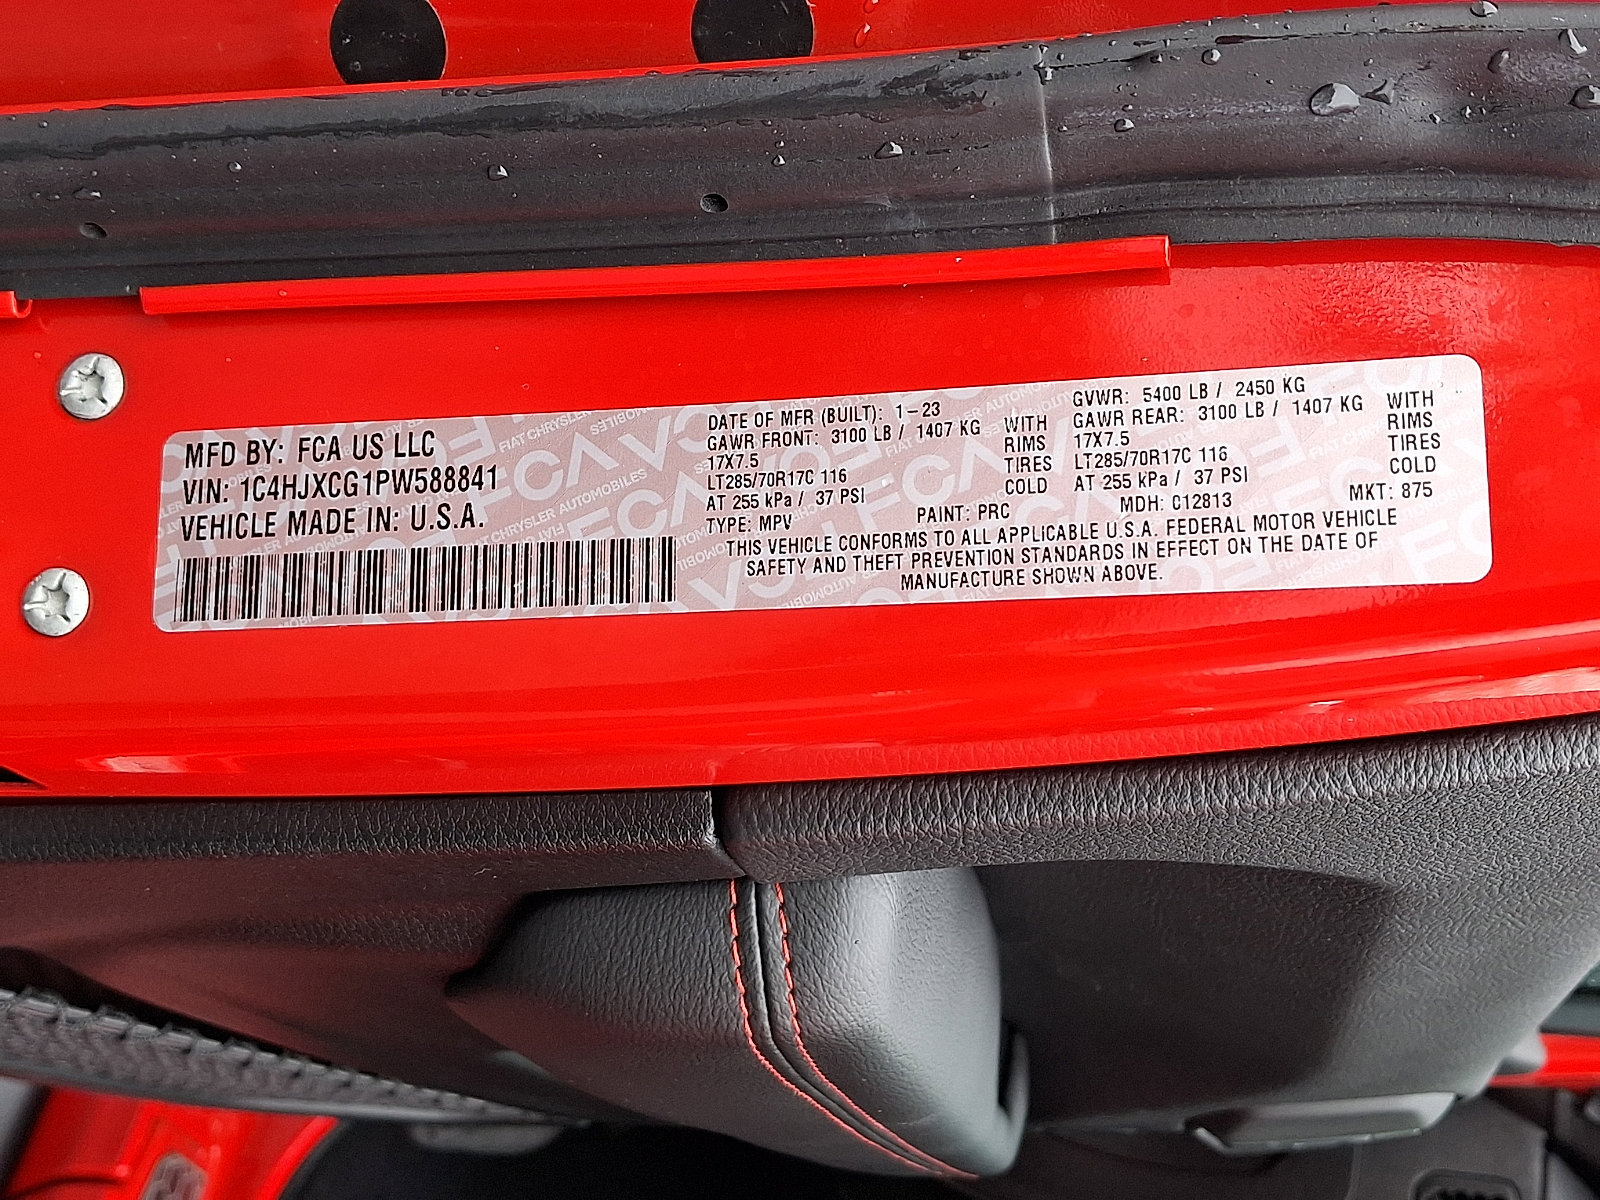 MFD BY: FCA US LLC
VIN: 1C4HJXCG1PW588841
VEHICLE MADE IN: U.S.A.
DATE OF MFR (BUILT): 1-23
GAWR FRONT: 3100 LB / 1407 KG WITH
17X7.5 RIMS
LT285/70R17C 116 TIRES
AT 255 kPa / 37 PSI COLD
TYPE: MPV
GVWR: 5400 LB / 2450 KG
GAWR REAR: 3100 LB / 1407 KG WITH
17X7.5 RIMS
LT285/70R17C 116 TIRES
AT 255 kPa / 37 PSI COLD
PAINT: PRC MDH: C12813 MKT: 875
THIS VEHICLE CONFORMS TO ALL APPLICABLE U.S.A. FEDERAL MOTOR VEHICLE
SAFETY AND THEFT PREVENTION STANDARDS IN EFFECT ON THE DATE OF
MANUFACTURE SHOWN ABOVE.